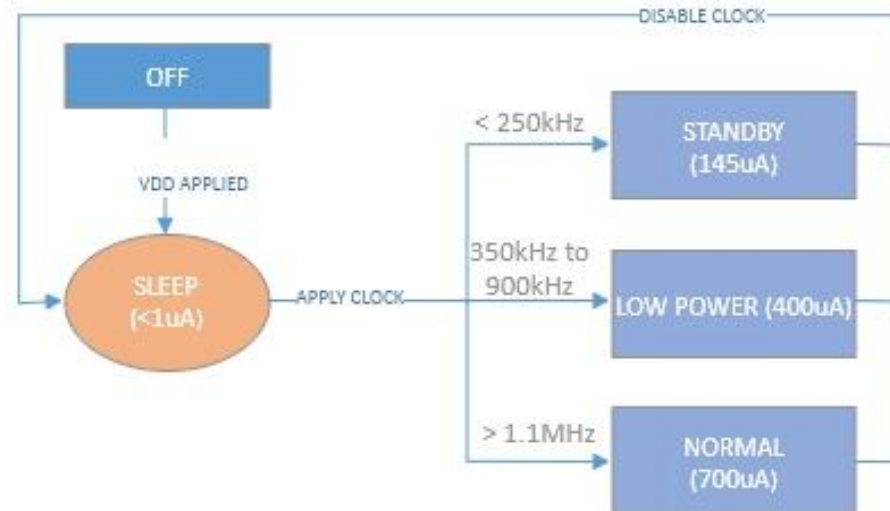 DISABLE CLOCK
OFF
< 250kHz
STANDBY
(145uA)
VDD APPLIED
350kHz to
900kHz
SLEEP
(<1uA)
APPLY CLOCK
LOW POWER (400uA)
> 1.1MHz
NORMAL
(700uA)